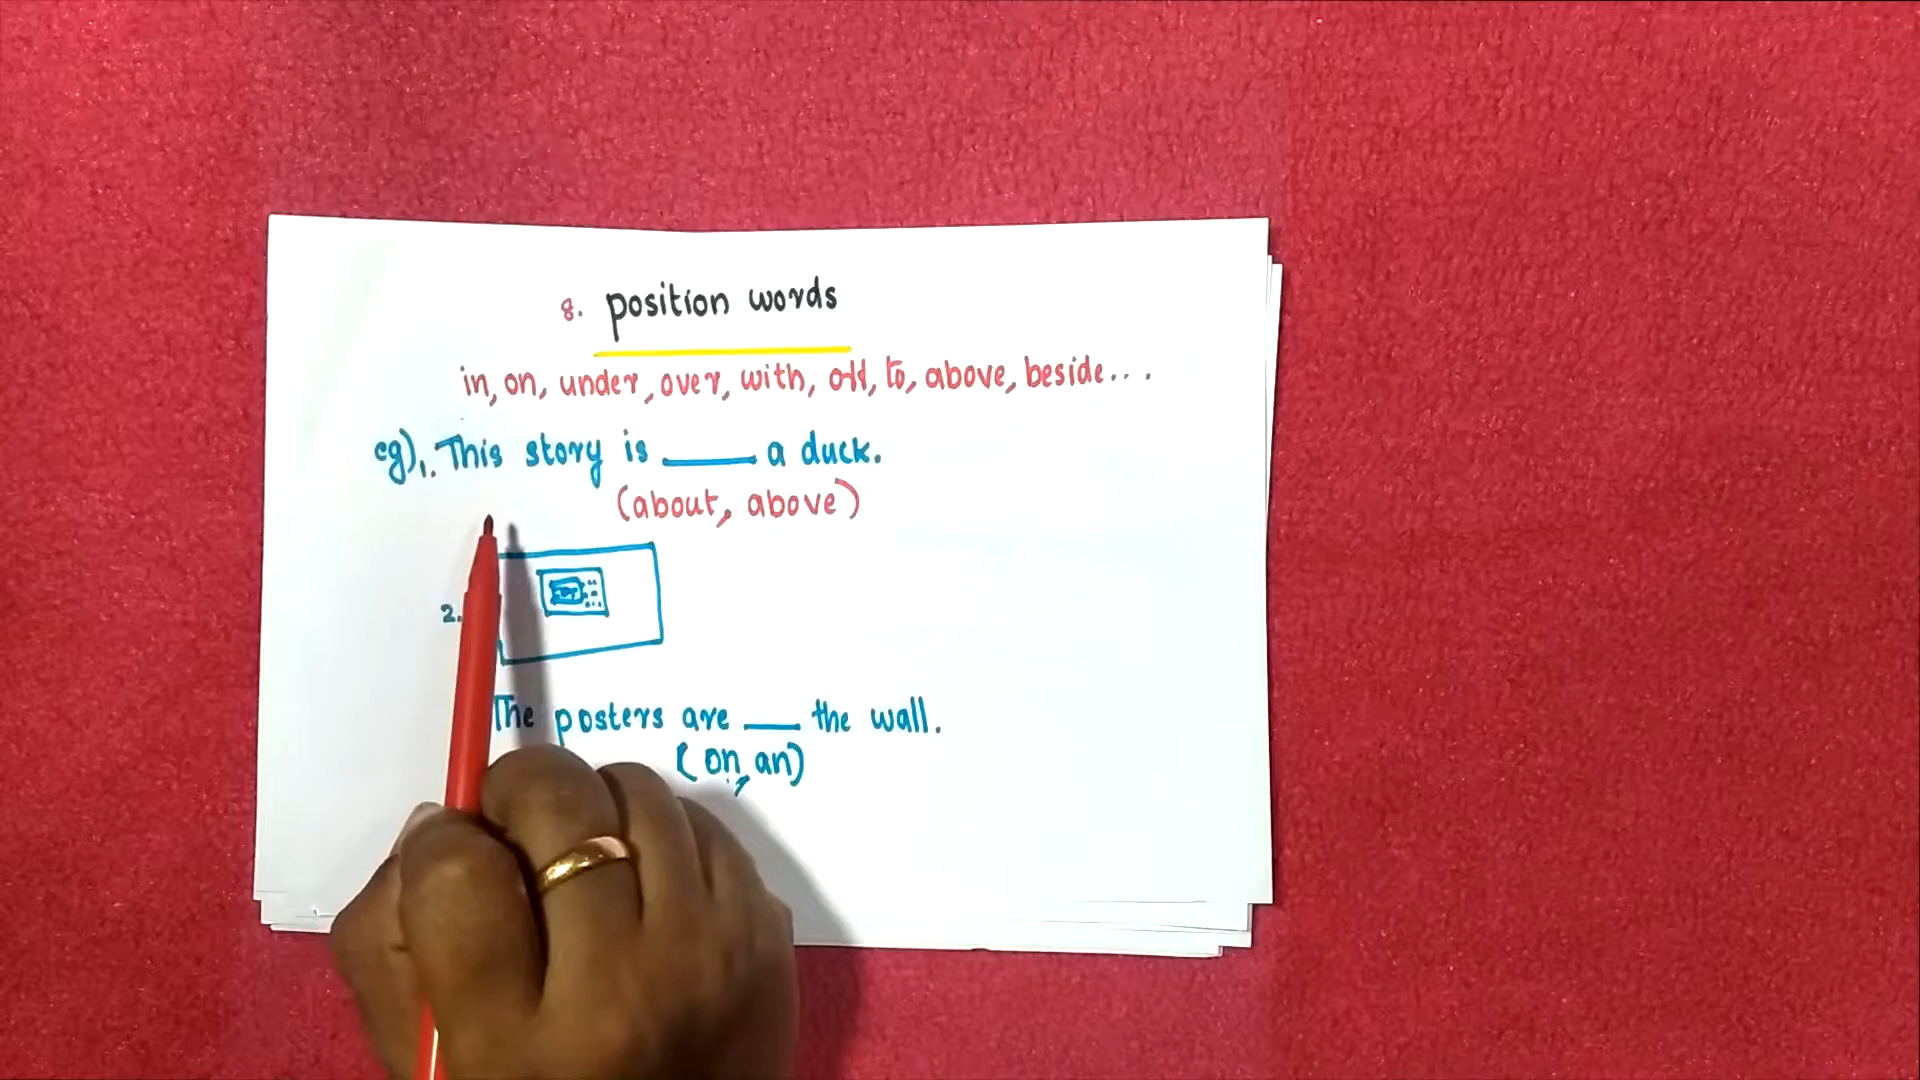 8. position words
in, on, under, over, with, off, to, above, beside...
eg) 1. This story is ____ a duck.
(about, above)
2.
The posters are ___ the wall.
(on, an)